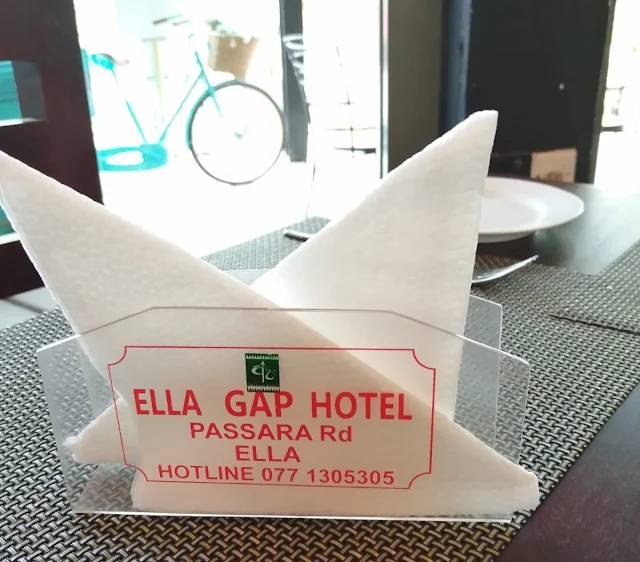 ELLA GAP HOTEL
PASSARA Rd
ELLA
HOTLINE 077 1305305